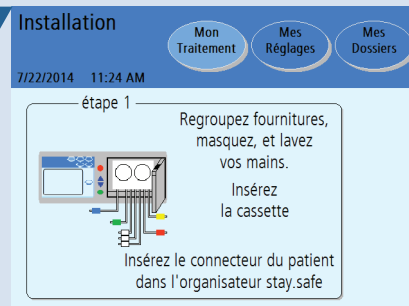 Installation
Mon
Traitement
Mes
Réglages
Mes
Dossiers
7/22/2014 11:24 AM
étape 1
Regroupez fournitures,
masquez, et lavez
vos mains.
Insérez
la cassette
Insérez le connecteur du patient
dans l'organisateur stay.safe